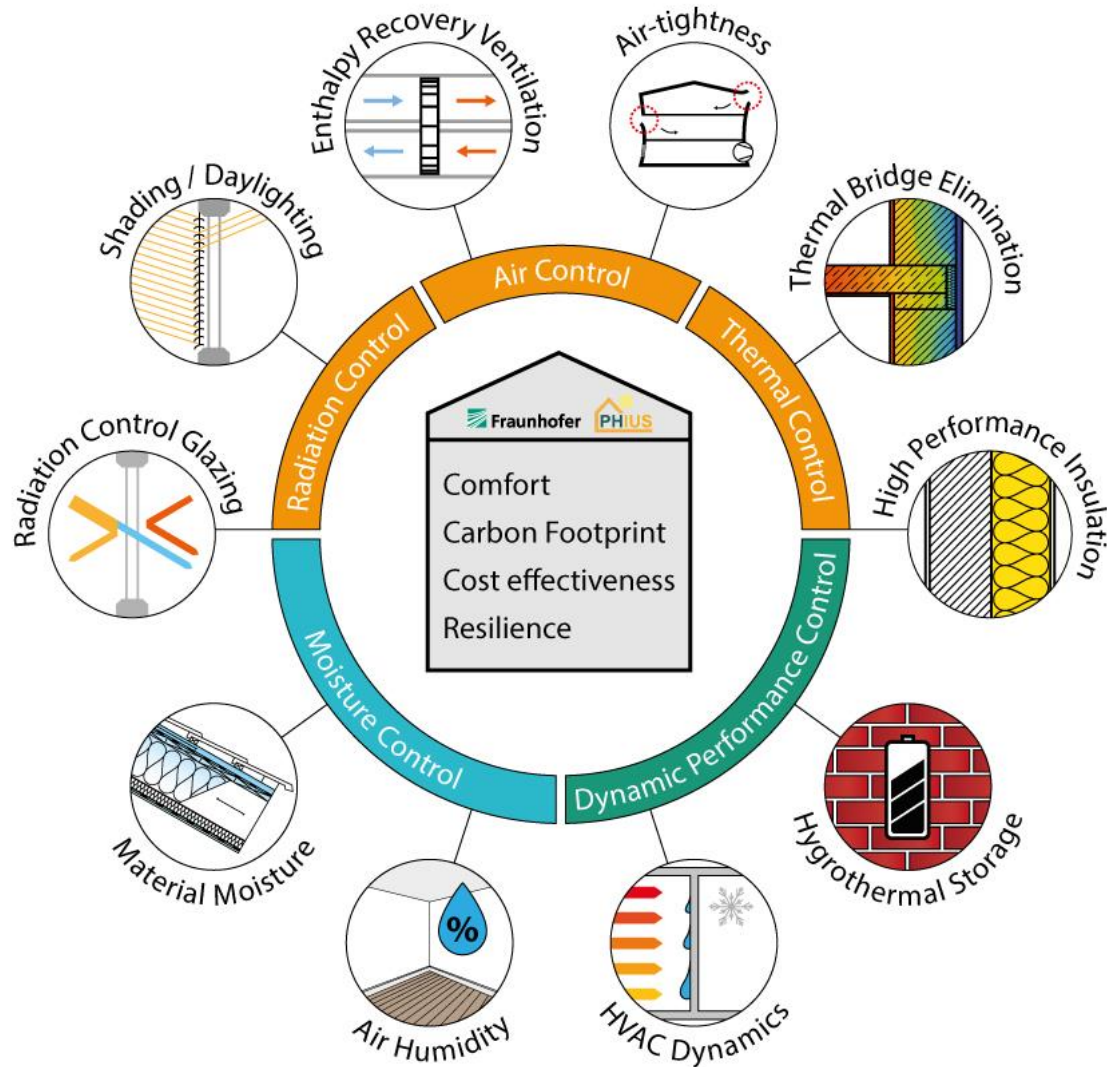 Enthalpy Recovery Ventilation
Air-tightness
Shading / Daylighting
Thermal Bridge Elimination
Air Control
Radiation Control
Thermal Control
Fraunhofer
PHIUS
Radiation Control Glazing
High Performance Insulation
Comfort
Carbon Footprint
Cost effectiveness
Resilience
Moisture Control
Dynamic Performance Control
Material Moisture
Hygrothermal Storage
%
Air Humidity
HVAC Dynamics